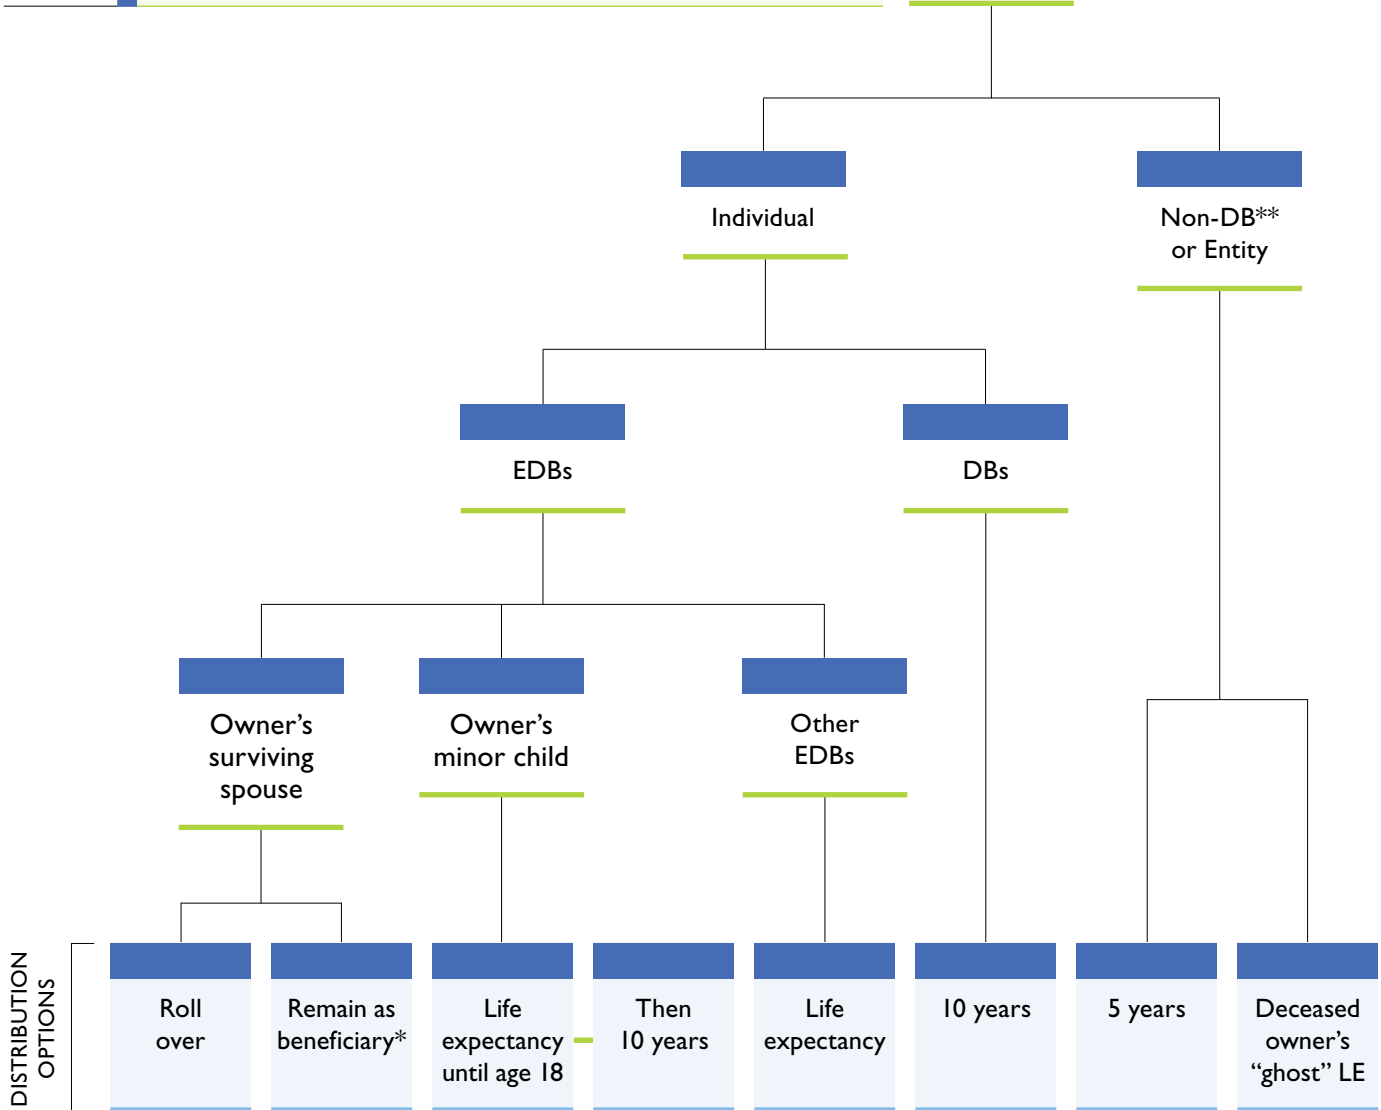 Individual
Non-DB**
or Entity
EDBs
DBs
Owner’s
surviving
spouse
Owner’s
minor child
Other
EDBs
DISTRIBUTION
OPTIONS
Roll
over
Remain as
beneficiary*
Life
expectancy
until age 18
Then
10 years
Life
expectancy
10 years
5 years
Deceased
owner’s
“ghost” LE